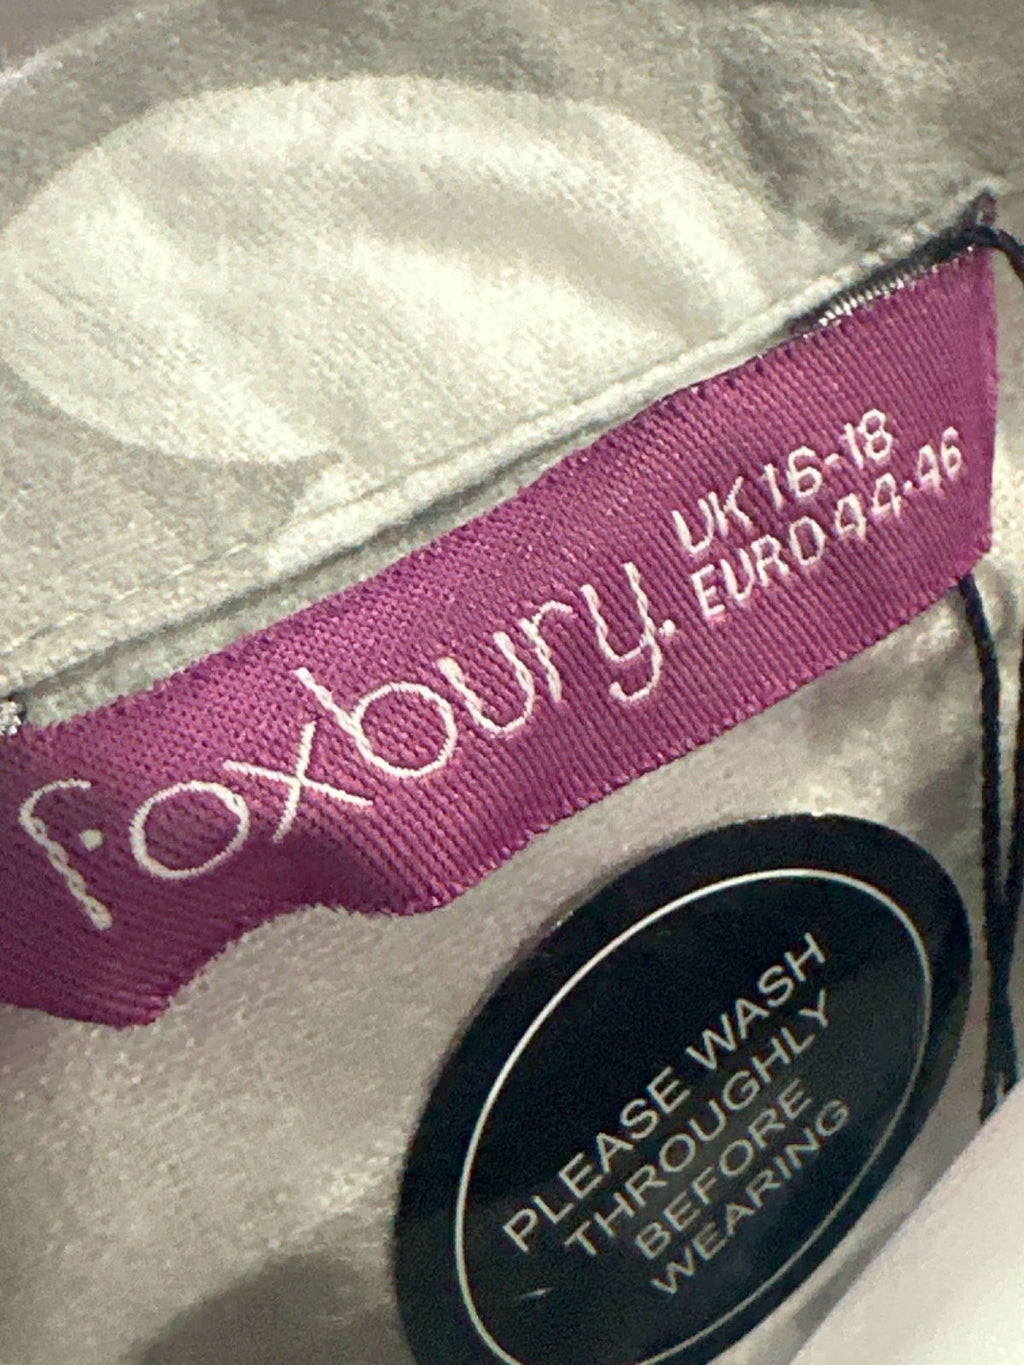 foxbury.
UK 16-18
EURO 44-46
PLEASE WASH
THROUGHLY
BEFORE
WEARING